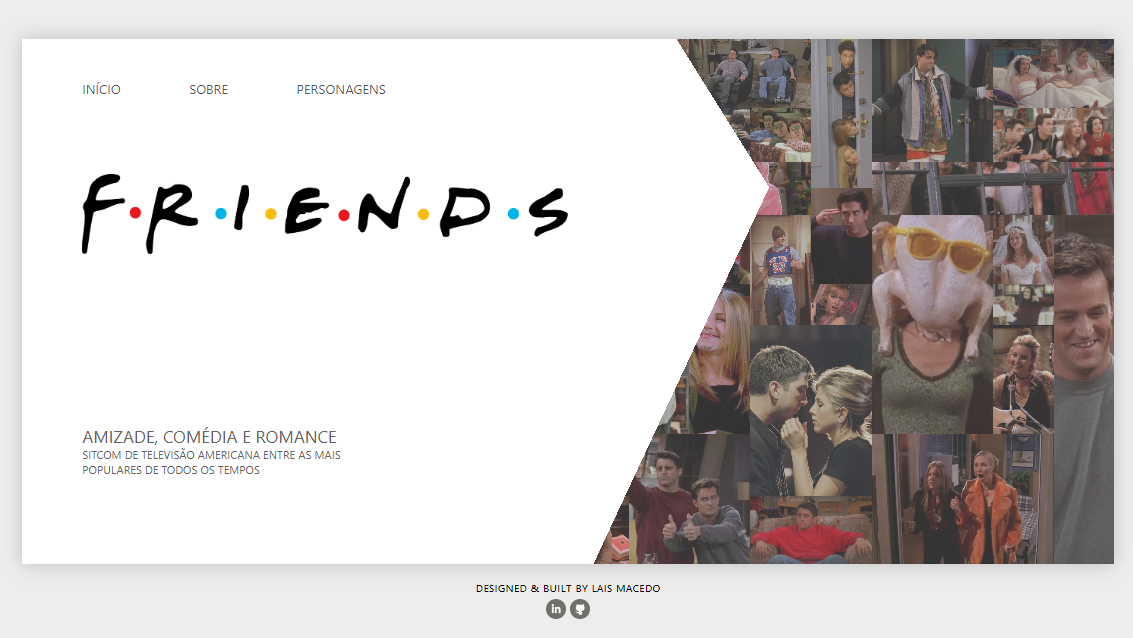 INÍCIO SOBRE PERSONAGENS
F•R•I•E•N•D•S
AMIZADE, COMÉDIA E ROMANCE
SITCOM DE TELEVISÃO AMERICANA ENTRE AS MAIS
POPULARES DE TODOS OS TEMPOS
DESIGNED & BUILT BY LAIS MACEDO
in